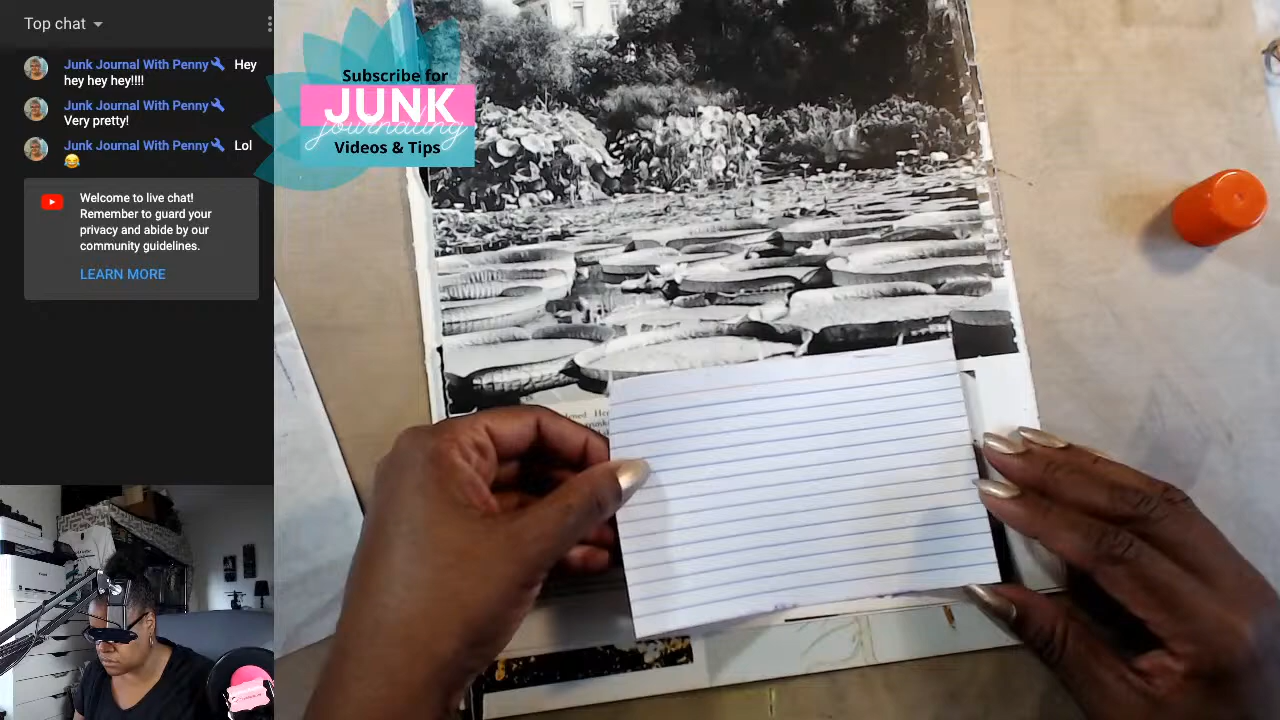 Top chat
Junk Journal With Penny Hey
hey hey hey!!!!
Junk Journal With Penny
Very pretty!
Junk Journal With Penny Lol
😂
Welcome to live chat!
Remember to guard your
privacy and abide by our
community guidelines.
LEARN MORE
Subscribe for
JUNK
journaling
Videos & Tips